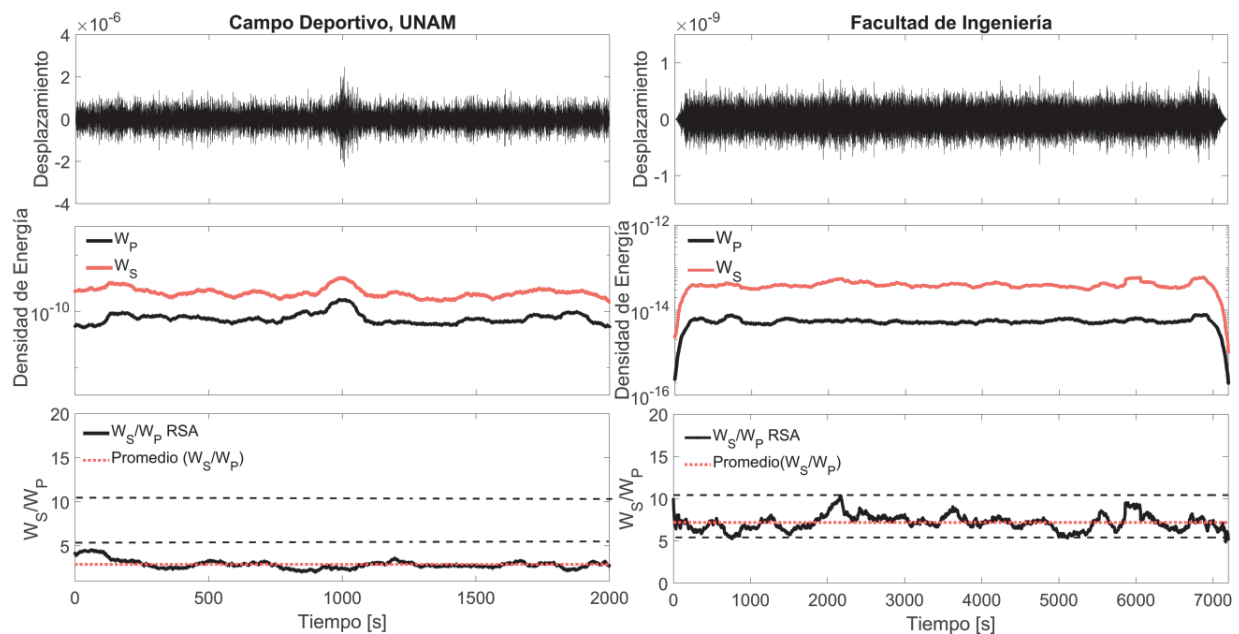 Campo Deportivo, UNAM
×10⁻⁶
4
2
0
-2
-4
Desplazamiento
W_P
W_S
10⁻¹⁰
Densidad de Energía
20
15
10
5
W_S/W_P
W_S/W_P RSA
Promedio (W_S/W_P)
0 500 1000 1500 2000
Tiempo [s]
Facultad de Ingeniería
×10⁻⁹
1
0
-1
Desplazamiento
10⁻¹²
10⁻¹⁴
10⁻¹⁶
Densidad de Energía
W_P
W_S
20
15
10
5
0
W_S/W_P
W_S/W_P RSA
Promedio(W_S/W_P)
0 1000 2000 3000 4000 5000 6000 7000
Tiempo [s]